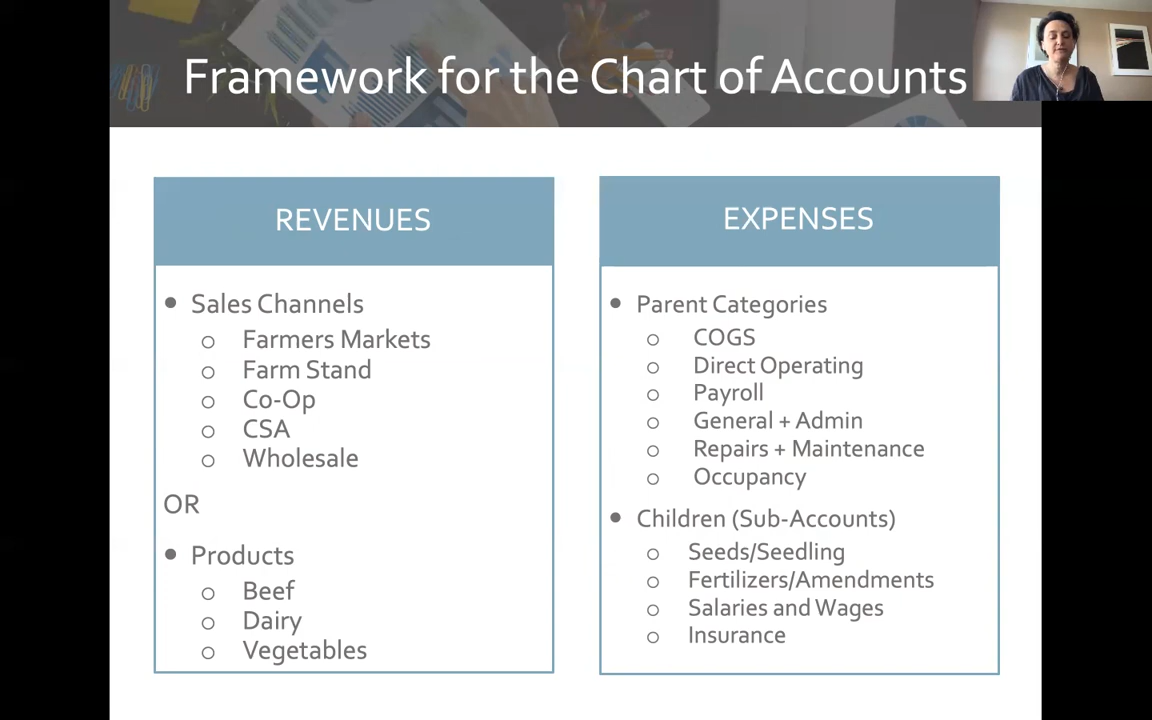 Framework for the Chart of Accounts
REVENUES
• Sales Channels
o Farmers Markets
o Farm Stand
o Co-Op
o CSA
o Wholesale
OR
• Products
o Beef
o Dairy
o Vegetables
EXPENSES
• Parent Categories
o COGS
o Direct Operating
o Payroll
o General + Admin
o Repairs + Maintenance
o Occupancy
• Children (Sub-Accounts)
o Seeds/Seedling
o Fertilizers/Amendments
o Salaries and Wages
o Insurance